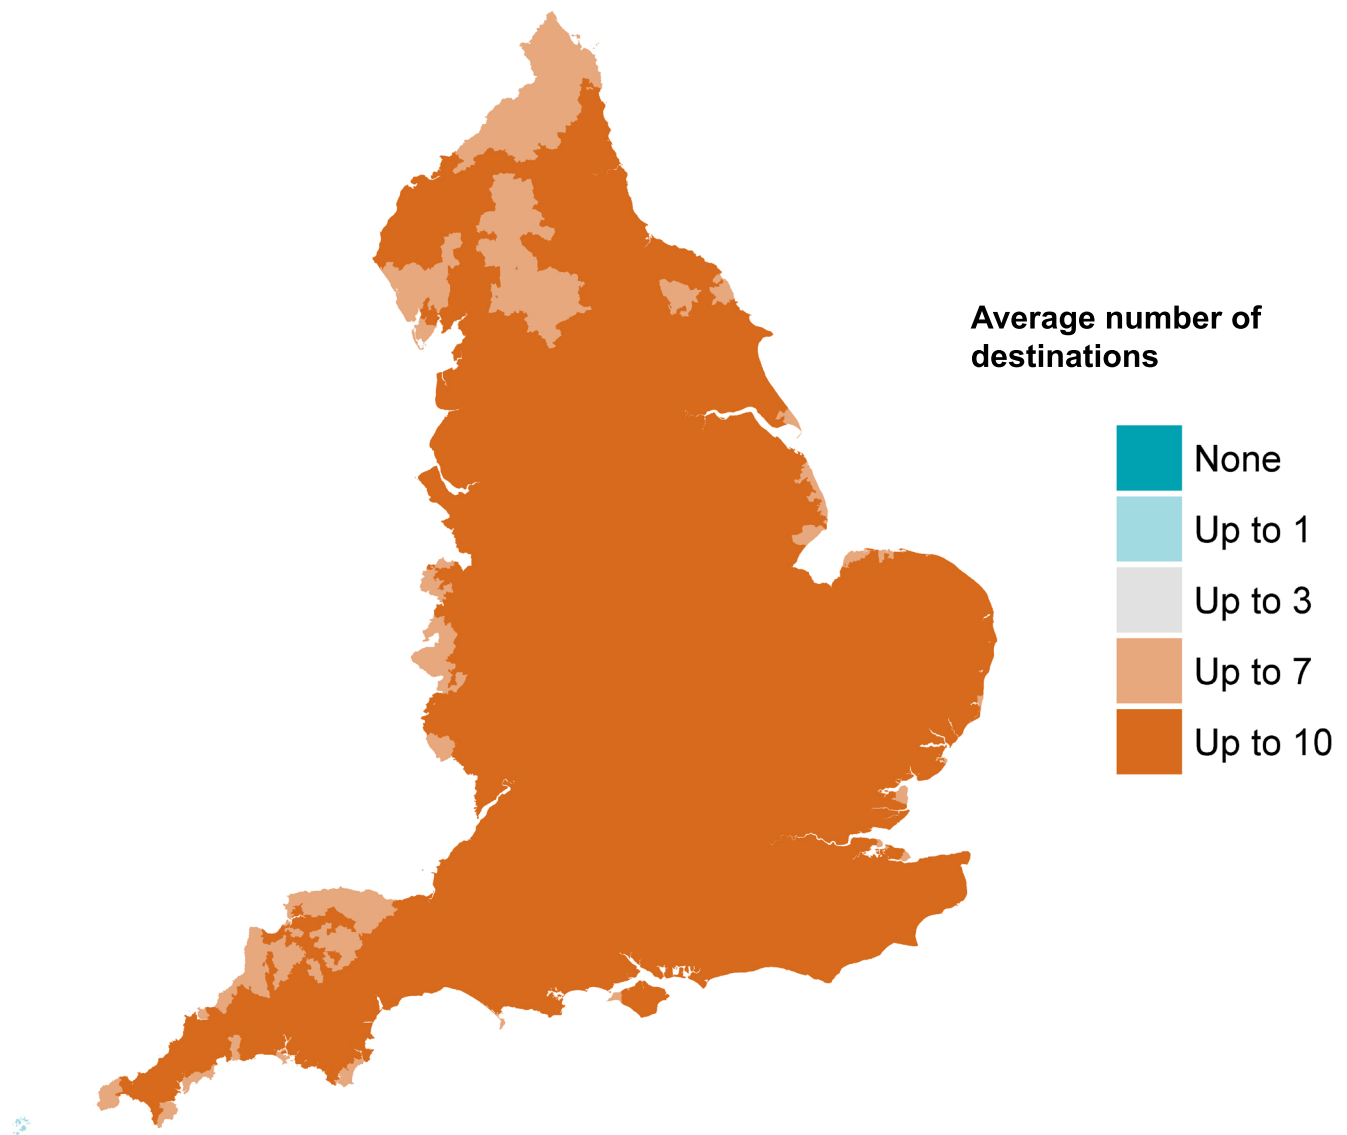 Average number of
destinations
None
Up to 1
Up to 3
Up to 7
Up to 10